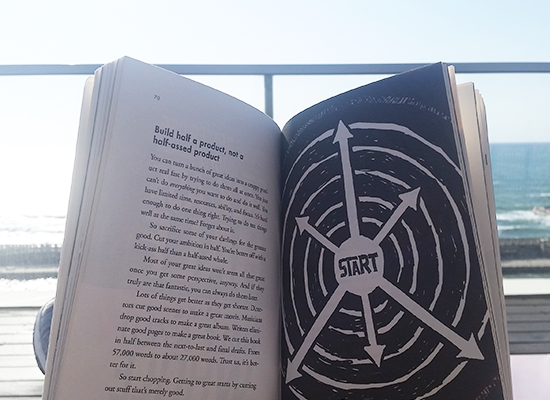 70
Build half a product, not a
half-assed product
You can turn a bunch of great ideas into a crappy prod-
uct real fast by trying to do them all at once. You just
can't do everything you want to do and do it well. You
have limited time, resources, ability, and focus. It's hard
enough to do one thing right. Trying to do ten things
well at the same time? Forget about it.
So sacrifice some of your darlings for the greater
good. Cut your ambition in half. You're better off with a
kick-ass half than a half-assed whole.
Most of your great ideas won't seem all that great
once you get some perspective, anyway. And if they
truly are that fantastic, you can always do them later.
Lots of things get better as they get shorter. Direc-
tors cut good scenes to make a great movie. Musicians
drop good tracks to make a great album. Writers elimi-
nate good pages to make a great book. We cut this book
in half between the next-to-last and final drafts. From
57,000 words to about 27,000 words. Trust us, it's bet-
ter for it.
So start chopping. Getting to great starts by cutting
out stuff that's merely good.
START